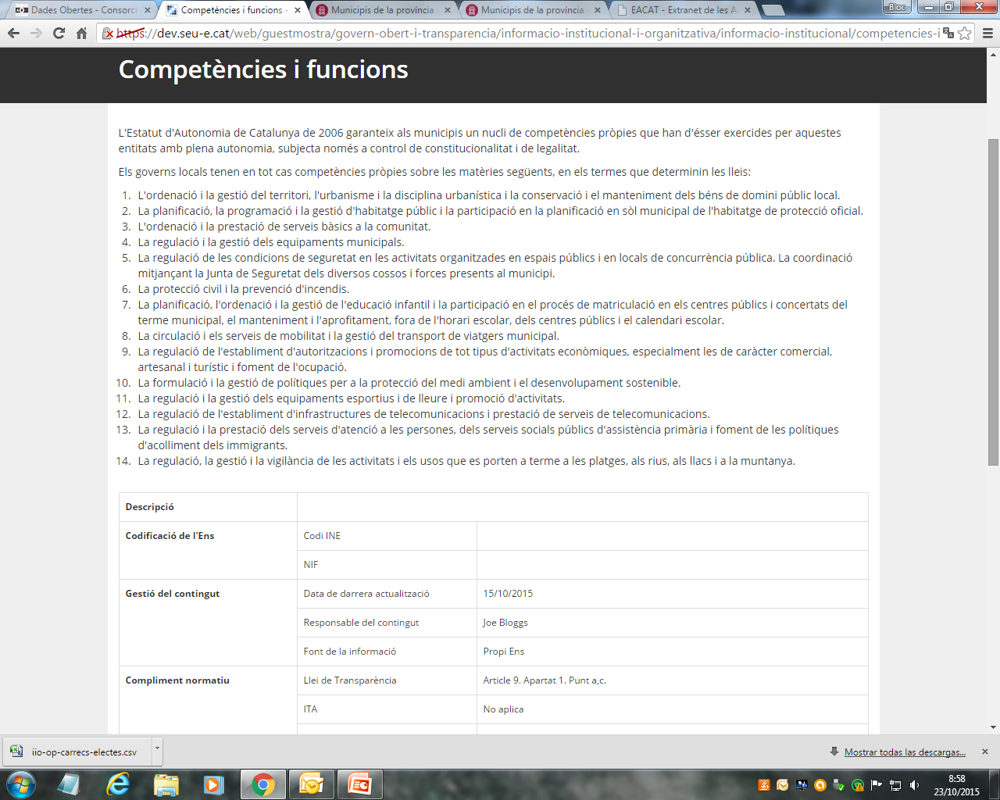 Dades Obertes - Consorci
Competències i funcions -
Municipis de la província
Municipis de la província
EACAT - Extranet de les A
Bloc
https://dev.seu-e.cat/web/guestmostra/govern-obert-i-transparencia/informacio-institucional-i-organitzativa/informacio-institucional/competencies-i
Competències i funcions
L'Estatut d'Autonomia de Catalunya de 2006 garanteix als municipis un nucli de competències pròpies que han d'ésser exercides per aquestes
entitats amb plena autonomia, subjecta només a control de constitucionalitat i de legalitat.
Els governs locals tenen en tot cas competències pròpies sobre les matèries següents, en els termes que determinin les lleis:
1. L'ordenació i la gestió del territori, l'urbanisme i la disciplina urbanística i la conservació i el manteniment dels béns de domini públic local.
2. La planificació, la programació i la gestió d'habitatge públic i la participació en la planificació en sòl municipal de l'habitatge de protecció oficial.
3. L'ordenació i la prestació de serveis bàsics a la comunitat.
4. La regulació i la gestió dels equipaments municipals.
5. La regulació de les condicions de seguretat en les activitats organitzades en espais públics i en locals de concurrència pública. La coordinació
mitjançant la Junta de Seguretat dels diversos cossos i forces presents al municipi.
6. La protecció civil i la prevenció d'incendis.
7. La planificació, l'ordenació i la gestió de l'educació infantil i la participació en el procés de matriculació en els centres públics i concertats del
terme municipal, el manteniment i l'aprofitament, fora de l'horari escolar, dels centres públics i el calendari escolar.
8. La circulació i els serveis de mobilitat i la gestió del transport de viatgers municipal.
9. La regulació de l'establiment d'autoritzacions i promocions de tot tipus d'activitats econòmiques, especialment les de caràcter comercial,
artesanal i turístic i foment de l'ocupació.
10. La formulació i la gestió de polítiques per a la protecció del medi ambient i el desenvolupament sostenible.
11. La regulació i la gestió dels equipaments esportius i de lleure i promoció d'activitats.
12. La regulació de l'establiment d'infrastructures de telecomunicacions i prestació de serveis de telecomunicacions.
13. La regulació i la prestació dels serveis d'atenció a les persones, dels serveis socials públics d'assistència primària i foment de les polítiques
d'acolliment dels immigrants.
14. La regulació, la gestió i la vigilància de les activitats i els usos que es porten a terme a les platges, als rius, als llacs i a la muntanya.
Descripció
Codificació de l'Ens Codi INE
NIF
Gestió del contingut Data de darrera actualització 15/10/2015
Responsable del contingut Joe Bloggs
Font de la informació Propi Ens
Compliment normatiu Llei de Transparència Article 9. Apartat 1. Punt a,c.
ITA No aplica
iio-op-carrecs-electes.csv
Mostrar todas las descargas...
8:58
23/10/2015